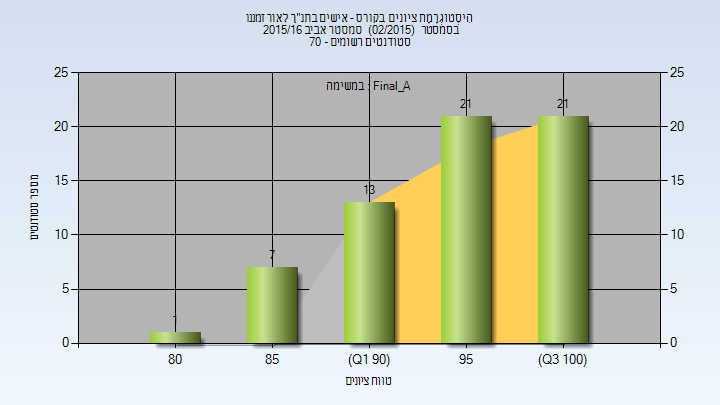 היסטוגרמת ציונים בקורס - אישים בתנ"ך לאור זמננו
בסמסטר (02/2015) סמסטר אביב 2015/16
סטודנטים רשומים - 70
במשימה : Final_A
25
20
15
10
5
0
25
20
15
10
5
0
מספר סטודנטים
1
7
13
21
21
80
85
(Q1 90)
95
(Q3 100)
טווח ציונים